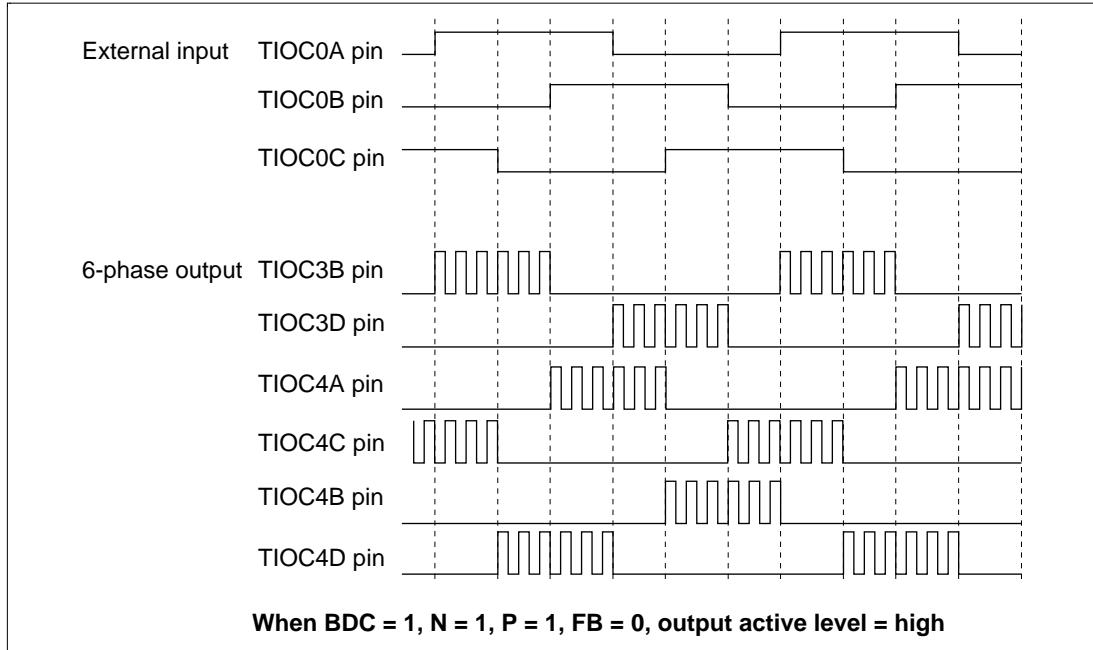 External input TIOC0A pin
TIOC0B pin
TIOC0C pin
6-phase output TIOC3B pin
TIOC3D pin
TIOC4A pin
TIOC4C pin
TIOC4B pin
TIOC4D pin
When BDC = 1, N = 1, P = 1, FB = 0, output active level = high